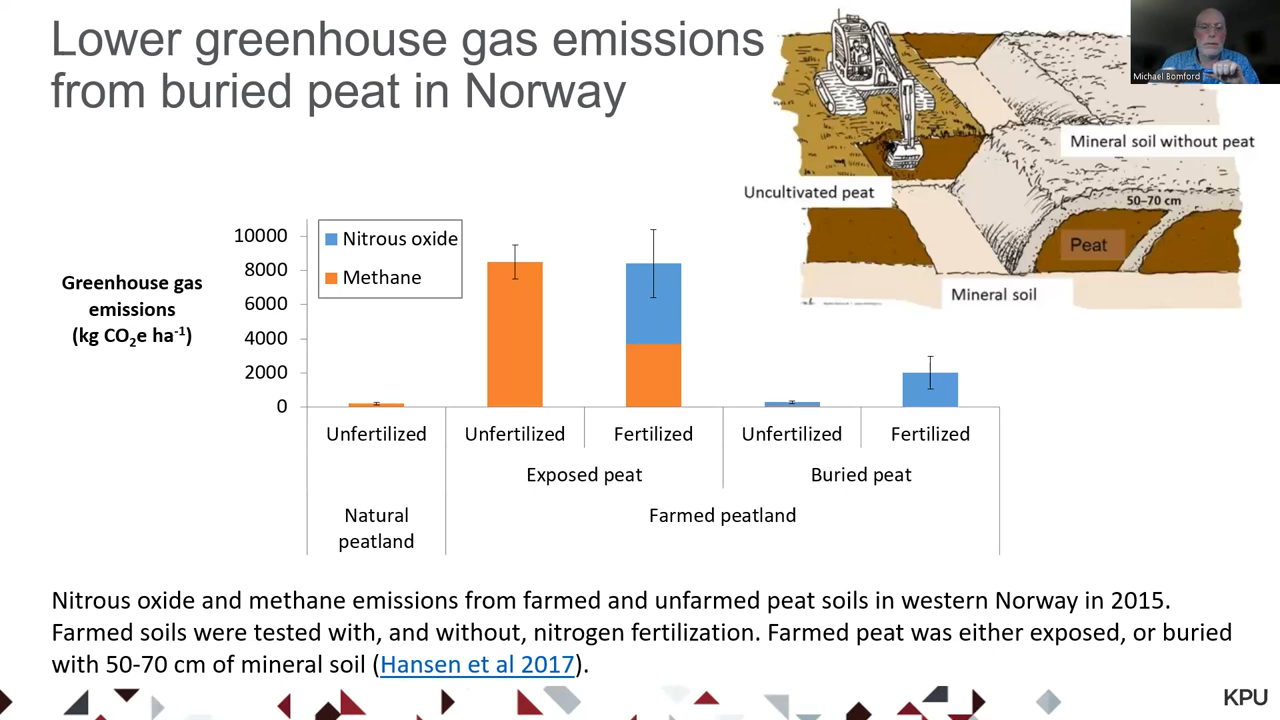 Lower greenhouse gas emissions
from buried peat in Norway
Michael Bomford
Mineral soil without peat
Uncultivated peat
50–70 cm
Peat
Mineral soil
Greenhouse gas
emissions
(kg CO₂e ha⁻¹)
10000
8000
6000
4000
2000
0
Nitrous oxide
Methane
Unfertilized
Unfertilized
Fertilized
Unfertilized
Fertilized
Exposed peat
Buried peat
Natural
peatland
Farmed peatland
Nitrous oxide and methane emissions from farmed and unfarmed peat soils in western Norway in 2015.
Farmed soils were tested with, and without, nitrogen fertilization. Farmed peat was either exposed, or buried
with 50-70 cm of mineral soil (Hansen et al 2017).
KPU